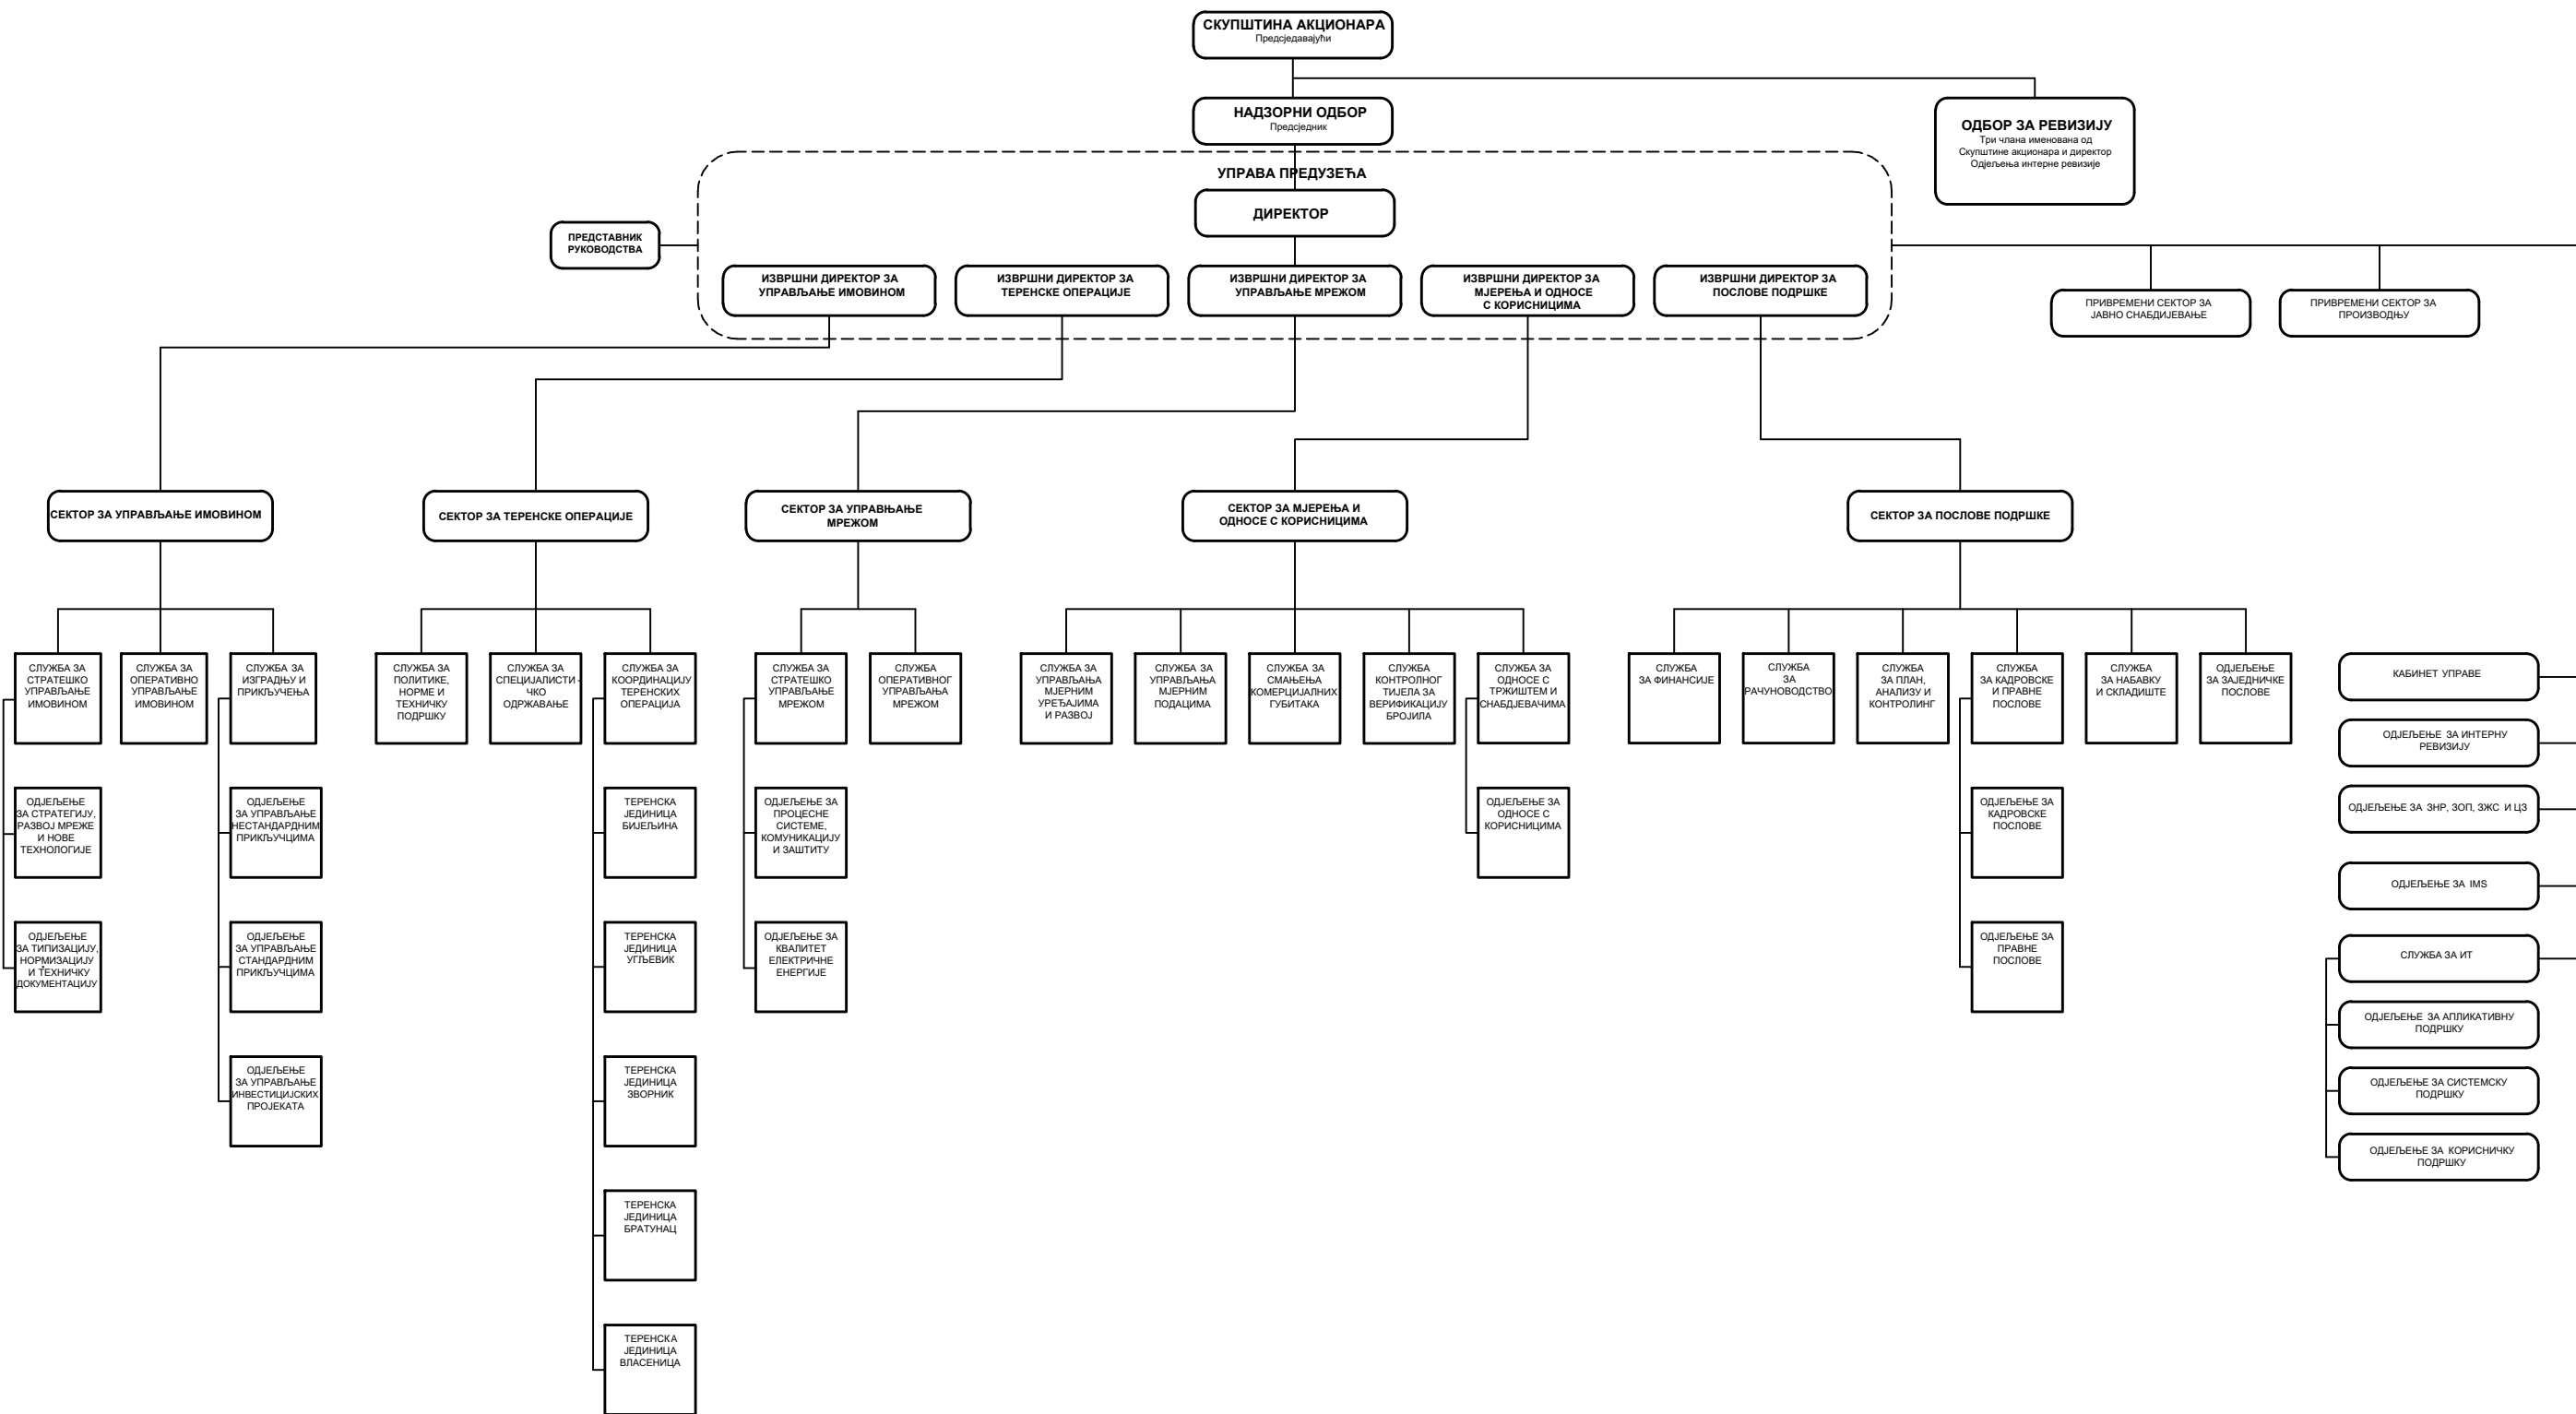 СКУПШТИНА АКЦИОНАРА
Предсједавајући
НАДЗОРНИ ОДБОР
Предсједник
ОДБОР ЗА РЕВИЗИЈУ
Три члана именована од
Скупштине акционара и директор
Одјељења интерне ревизије
УПРАВА ПРЕДУЗЕЋА
ДИРЕКТОР
ПРЕДСТАВНИК
РУКОВОДСТВА
ИЗВРШНИ ДИРЕКТОР ЗА
УПРАВЉАЊЕ ИМОВИНОМ
ИЗВРШНИ ДИРЕКТОР ЗА
ТЕРЕНСКЕ ОПЕРАЦИЈЕ
ИЗВРШНИ ДИРЕКТОР ЗА
УПРАВЉАЊЕ МРЕЖОМ
ИЗВРШНИ ДИРЕКТОР ЗА
МЈЕРЕЊА И ОДНОСЕ
С КОРИСНИЦИМА
ИЗВРШНИ ДИРЕКТОР ЗА
ПОСЛОВЕ ПОДРШКЕ
ПРИВРЕМЕНИ СЕКТОР ЗА
ЈАВНО СНАБДИЈЕВАЊЕ
ПРИВРЕМЕНИ СЕКТОР ЗА
ПРОИЗВОДЊУ
СЕКТОР ЗА УПРАВЉАЊЕ ИМОВИНОМ
СЕКТОР ЗА ТЕРЕНСКЕ ОПЕРАЦИЈЕ
СЕКТОР ЗА УПРАВЊАЊЕ
МРЕЖОМ
СЕКТОР ЗА МЈЕРЕЊА И
ОДНОСЕ С КОРИСНИЦИМА
СЕКТОР ЗА ПОСЛОВЕ ПОДРШКЕ
СЛУЖБА ЗА
СТРАТЕШКО
УПРАВЉАЊЕ
ИМОВИНОМ
СЛУЖБА ЗА
ОПЕРАТИВНО
УПРАВЉАЊЕ
ИМОВИНОМ
СЛУЖБА ЗА
ИЗГРАДЊУ И
ПРИКЉУЧЕЊА
СЛУЖБА ЗА
ПОЛИТИКЕ,
НОРМЕ И
ТЕХНИЧКУ
ПОДРШКУ
СЛУЖБА ЗА
СПЕЦИЈАЛИСТИ -
ЧКО
ОДРЖАВАЊЕ
СЛУЖБА ЗА
КООРДИНАЦИЈУ
ТЕРЕНСКИХ
ОПЕРАЦИЈА
СЛУЖБА ЗА
СТРАТЕШКО
УПРАВЉАЊЕ
МРЕЖОМ
СЛУЖБА
ОПЕРАТИВНОГ
УПРАВЉАЊА
МРЕЖОМ
СЛУЖБА ЗА
УПРАВЉАЊА
МЈЕРНИМ
УРЕЂАЈИМА
И РАЗВОЈ
СЛУЖБА ЗА
УПРАВЉАЊА
МЈЕРНИМ
ПОДАЦИМА
СЛУЖБА ЗА
СМАЊЕЊА
КОМЕРЦИЈАЛНИХ
ГУБИТАКА
СЛУЖБА
КОНТРОЛНОГ
ТИЈЕЛА ЗА
ВЕРИФИКАЦИЈУ
БРОЈИЛА
СЛУЖБА ЗА
ОДНОСЕ С
ТРЖИШТЕМ И
СНАБДЈЕВАЧИМА
СЛУЖБА
ЗА ФИНАНСИЈЕ
СЛУЖБА
ЗА
РАЧУНОВОДСТВО
СЛУЖБА
ЗА ПЛАН,
АНАЛИЗУ И
КОНТРОЛИНГ
СЛУЖБА
ЗА КАДРОВСКЕ
И ПРАВНЕ
ПОСЛОВЕ
СЛУЖБА
ЗА НАБАВКУ
И СКЛАДИШТЕ
ОДЈЕЉЕЊЕ
ЗА ЗАЈЕДНИЧКЕ
ПОСЛОВЕ
КАБИНЕТ УПРАВЕ
ОДЈЕЉЕЊЕ ЗА ИНТЕРНУ
РЕВИЗИЈУ
ОДЈЕЉЕЊЕ ЗА ЗНР, ЗОП, ЗЖС И ЦЗ
ОДЈЕЉЕЊЕ ЗА IMS
СЛУЖБА ЗА ИТ
ОДЈЕЉЕЊЕ ЗА АПЛИКАТИВНУ
ПОДРШКУ
ОДЈЕЉЕЊЕ ЗА СИСТЕМСКУ
ПОДРШКУ
ОДЈЕЉЕЊЕ ЗА КОРИСНИЧКУ
ПОДРШКУ
ОДЈЕЉЕЊЕ
ЗА СТРАТЕГИЈУ,
РАЗВОЈ МРЕЖЕ
И НОВЕ
ТЕХНОЛОГИЈЕ
ОДЈЕЉЕЊЕ
ЗА УПРАВЉАЊЕ
НЕСТАНДАРДНИМ
ПРИКЉУЧЦИМА
ТЕРЕНСКА
ЈЕДИНИЦА
БИЈЕЉИНА
ОДЈЕЉЕЊЕ ЗА
ПРОЦЕСНЕ
СИСТЕМЕ,
КОМУНИКАЦИЈУ
И ЗАШТИТУ
ОДЈЕЉЕЊЕ ЗА
ОДНОСЕ С
КОРИСНИЦИМА
ОДЈЕЉЕЊЕ ЗА
КАДРОВСКЕ
ПОСЛОВЕ
ОДЈЕЉЕЊЕ
ЗА ТИПИЗАЦИЈУ,
НОРМИЗАЦИЈУ
И ТЕХНИЧКУ
ДОКУМЕНТАЦИЈУ
ОДЈЕЉЕЊЕ
ЗА УПРАВЉАЊЕ
СТАНДАРДНИМ
ПРИКЉУЧЦИМА
ТЕРЕНСКА
ЈЕДИНИЦА
УГЉЕВИК
ОДЈЕЉЕЊЕ ЗА
КВАЛИТЕТ
ЕЛЕКТРИЧНЕ
ЕНЕРГИЈЕ
ОДЈЕЉЕЊЕ ЗА
ПРАВНЕ
ПОСЛОВЕ
ОДЈЕЉЕЊЕ
ЗА УПРАВЉАЊЕ
ИНВЕСТИЦИЈСКИХ
ПРОЈЕКАТА
ТЕРЕНСКА
ЈЕДИНИЦА
ЗВОРНИК
ТЕРЕНСКА
ЈЕДИНИЦА
БРАТУНАЦ
ТЕРЕНСКА
ЈЕДИНИЦА
ВЛАСЕНИЦА